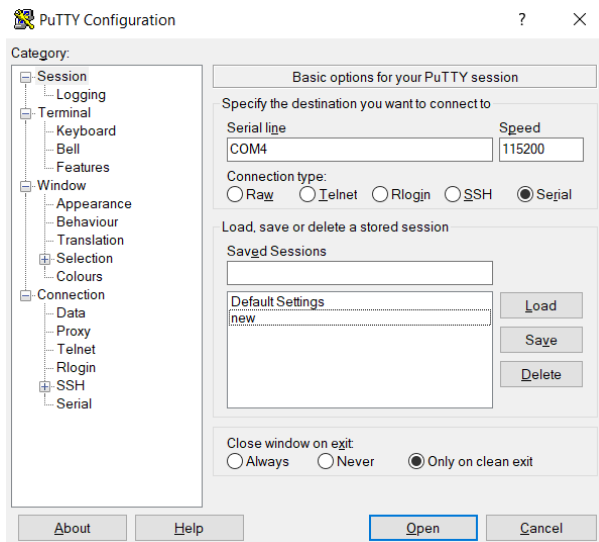 PuTTY Configuration
?
Category:
Session
Logging
Terminal
Keyboard
Bell
Features
Window
Appearance
Behaviour
Translation
Selection
Colours
Connection
Data
Proxy
Telnet
Rlogin
SSH
Serial
Basic options for your PuTTY session
Specify the destination you want to connect to
Serial line Speed
COM4 115200
Connection type:
Raw Telnet Rlogin SSH Serial
Load, save or delete a stored session
Saved Sessions
Default Settings
new
Load
Save
Delete
Close window on exit:
Always Never Only on clean exit
About Help Open Cancel